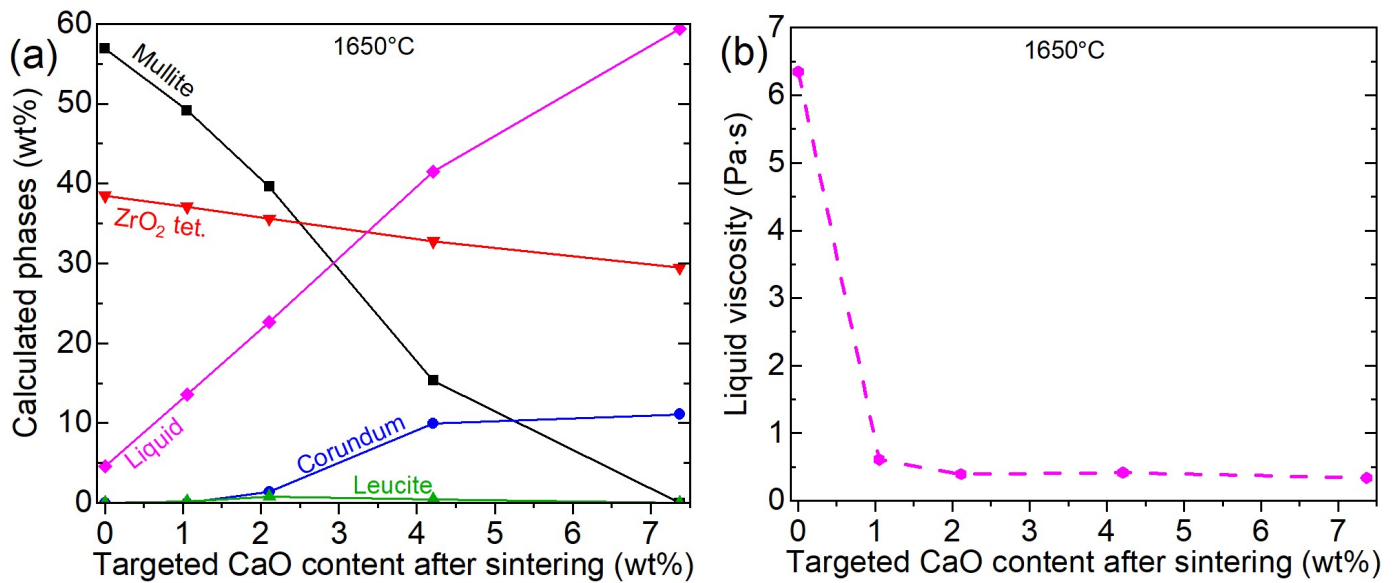 (a)
1650°C
Calculated phases (wt%)
60
50
40
30
20
10
0
Mullite
ZrO₂ tet.
Liquid
Corundum
Leucite
0 1 2 3 4 5 6 7
Targeted CaO content after sintering (wt%)
(b)
1650°C
Liquid viscosity (Pa·s)
7
6
5
4
3
2
1
0
0 1 2 3 4 5 6 7
Targeted CaO content after sintering (wt%)